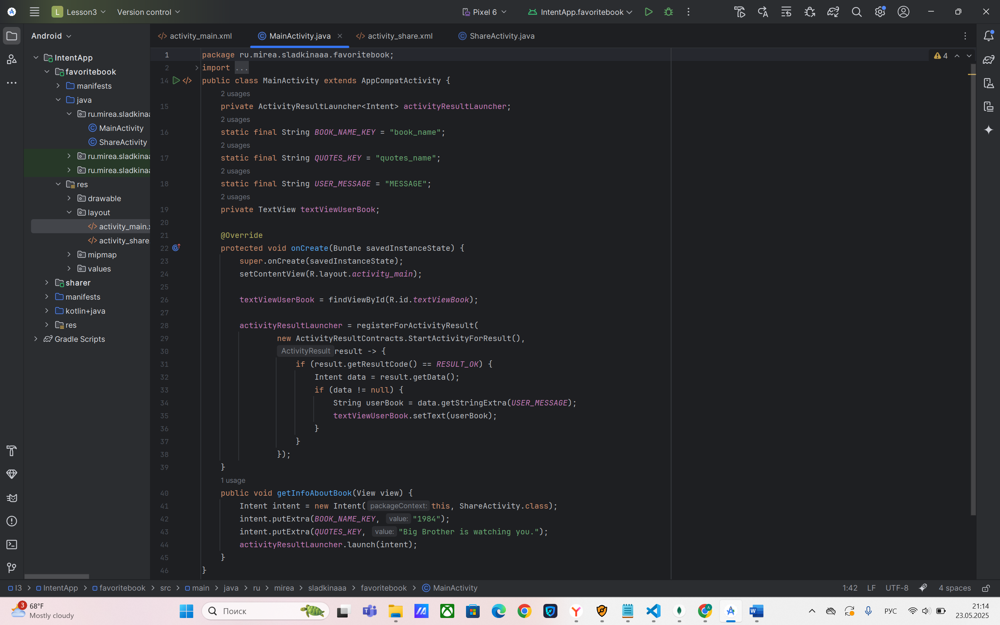 L Lesson3 Version control Pixel 6 IntentApp.favoritebook
Android
activity_main.xml MainActivity.java activity_share.xml ShareActivity.java
IntentApp
favoritebook
manifests
java
ru.mirea.sladkinaa
MainActivity
ShareActivity
ru.mirea.sladkinaa
ru.mirea.sladkinaa
res
drawable
layout
activity_main.x
activity_share.
mipmap
values
sharer
manifests
kotlin+java
res
Gradle Scripts
4
1 package ru.mirea.sladkinaaa.favoritebook;
2 import ...
14 public class MainActivity extends AppCompatActivity {
2 usages
15 private ActivityResultLauncher<Intent> activityResultLauncher;
2 usages
16 static final String BOOK_NAME_KEY = "book_name";
2 usages
17 static final String QUOTES_KEY = "quotes_name";
2 usages
18 static final String USER_MESSAGE = "MESSAGE";
2 usages
19 private TextView textViewUserBook;
20
21 @Override
22 protected void onCreate(Bundle savedInstanceState) {
23 super.onCreate(savedInstanceState);
24 setContentView(R.layout.activity_main);
25
26 textViewUserBook = findViewById(R.id.textViewBook);
27
28 activityResultLauncher = registerForActivityResult(
29 new ActivityResultContracts.StartActivityForResult(),
30 ActivityResult result -> {
31 if (result.getResultCode() == RESULT_OK) {
32 Intent data = result.getData();
33 if (data != null) {
34 String userBook = data.getStringExtra(USER_MESSAGE);
35 textViewUserBook.setText(userBook);
36 }
37 }
38 });
39 }
1 usage
40 public void getInfoAboutBook(View view) {
41 Intent intent = new Intent( packageContext: this, ShareActivity.class);
42 intent.putExtra(BOOK_NAME_KEY, value: "1984");
43 intent.putExtra(QUOTES_KEY, value: "Big Brother is watching you.");
44 activityResultLauncher.launch(intent);
45 }
46 }
l3 > IntentApp > favoritebook > src > main > java > ru > mirea > sladkinaaa > favoritebook > MainActivity 1:42 LF UTF-8 4 spaces
3 68°F
Mostly cloudy
Поиск
РУС
21:14
23.05.2025